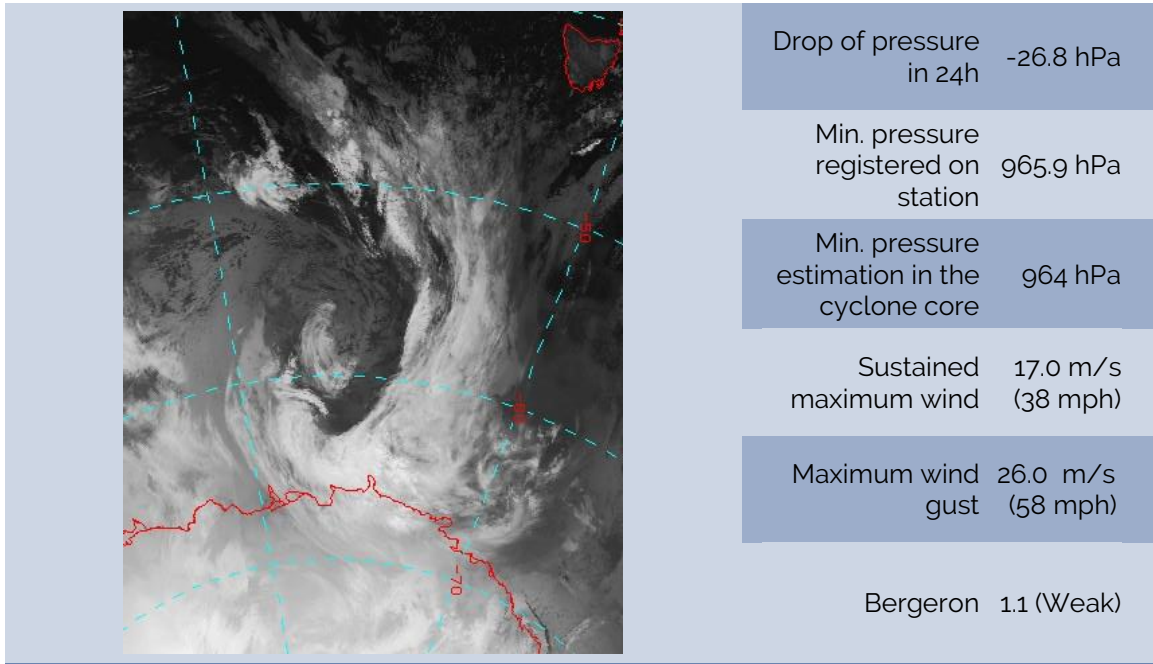 -50
-60
-70
Drop of pressure
in 24h
-26.8 hPa
Min. pressure
registered on
station
965.9 hPa
Min. pressure
estimation in the
cyclone core
964 hPa
Sustained
maximum wind
17.0 m/s
(38 mph)
Maximum wind
gust
26.0 m/s
(58 mph)
Bergeron
1.1 (Weak)